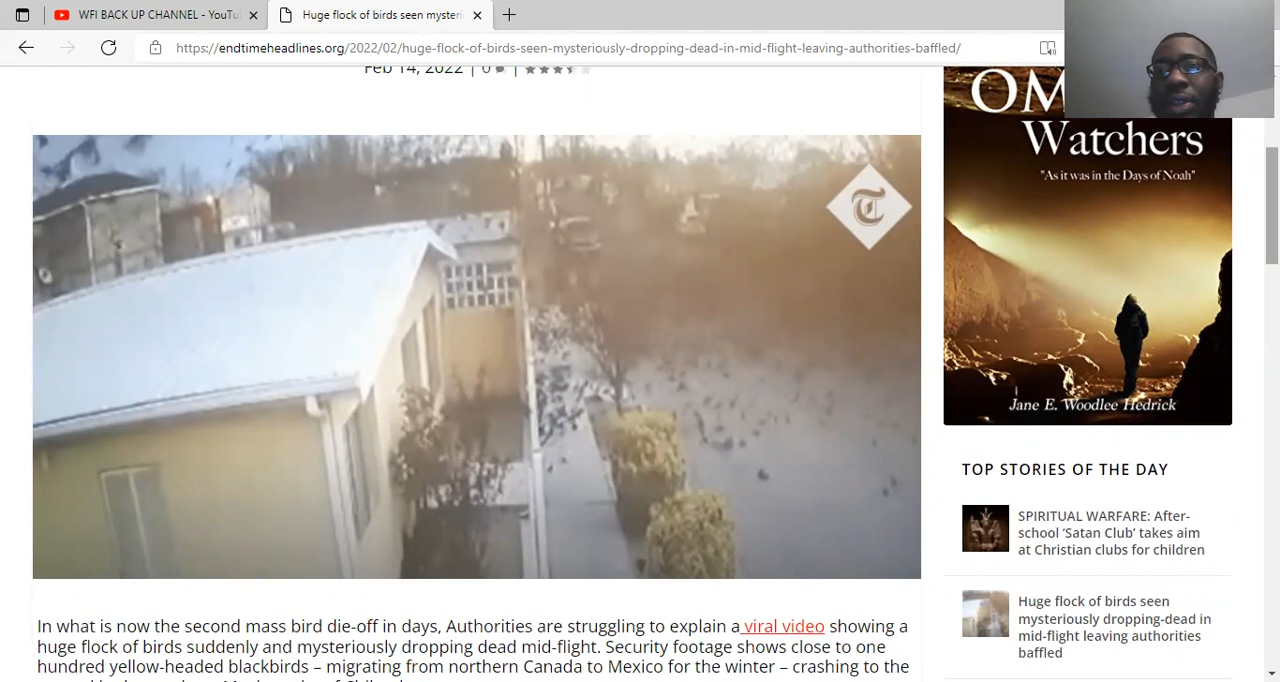 WFI BACK UP CHANNEL - YouTu
Huge flock of birds seen mysteri
https://endtimeheadlines.org/2022/02/huge-flock-of-birds-seen-mysteriously-dropping-dead-in-mid-flight-leaving-authorities-baffled/
Feb 14, 2022 | 0 |
OM
Watchers
"As it was in the Days of Noah"
Jane E. Woodlee Hedrick
TOP STORIES OF THE DAY
SPIRITUAL WARFARE: After-
school ‘Satan Club’ takes aim
at Christian clubs for children
Huge flock of birds seen
mysteriously dropping-dead in
mid-flight leaving authorities
baffled
In what is now the second mass bird die-off in days, Authorities are struggling to explain a viral video showing a
huge flock of birds suddenly and mysteriously dropping dead mid-flight. Security footage shows close to one
hundred yellow-headed blackbirds – migrating from northern Canada to Mexico for the winter – crashing to the